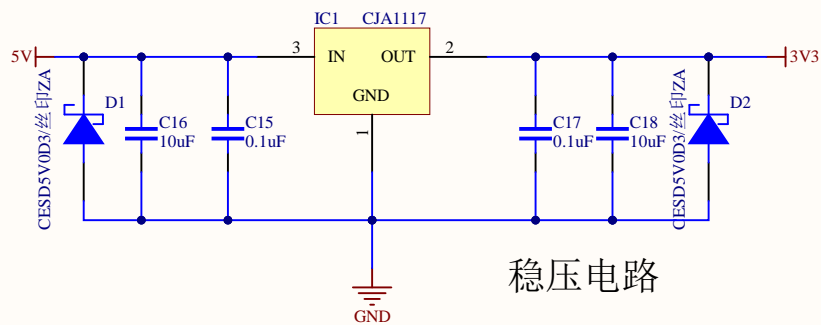 IC1 CJA1117
5V
3
IN OUT
2
3V3
GND
1
CESD5V0D3/丝印ZA
D1
C16
10uF
C15
0.1uF
C17
0.1uF
C18
10uF
CESD5V0D3/丝印ZA
D2
稳压电路
GND